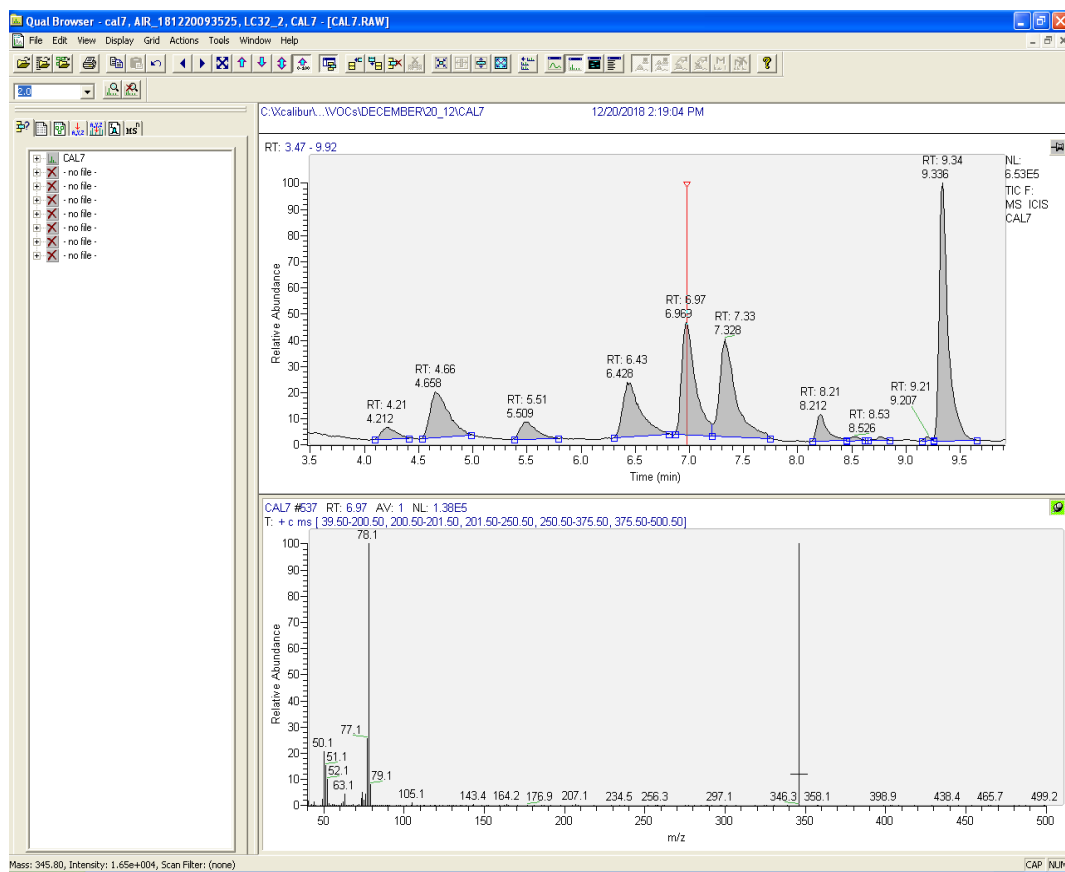 Qual Browser - cal7, AIR_181220093525, LC32_2, CAL7 - [CAL7.RAW]
File Edit View Display Grid Actions Tools Window Help
2.0
C:\Xcalibur\...\VOCs\DECEMBER\20_12\CAL7 12/20/2018 2:19:04 PM
CAL7
- no file -
- no file -
- no file -
- no file -
- no file -
- no file -
- no file -
RT: 3.47 - 9.92
NL:
6.53E5
TIC F:
MS ICIS
CAL7
RT: 9.34
9.336
RT: 6.97
6.969
RT: 7.33
7.328
RT: 6.43
6.428
RT: 4.66
4.658
RT: 9.21
9.207
RT: 8.21
8.212
RT: 5.51
5.509
RT: 4.21
4.212
RT: 8.53
8.526
Relative Abundance
100
90
80
70
60
50
40
30
20
10
0
3.5 4.0 4.5 5.0 5.5 6.0 6.5 7.0 7.5 8.0 8.5 9.0 9.5
Time (min)
CAL7 #537 RT: 6.97 AV: 1 NL: 1.38E5
T: + c ms [ 39.50-200.50, 200.50-201.50, 201.50-250.50, 250.50-375.50, 375.50-500.50]
78.1
77.1
50.1
51.1
52.1
63.1
79.1
105.1 143.4 164.2 176.9 207.1 234.5 256.3 297.1 346.3 358.1 398.9 438.4 465.7 499.2
Relative Abundance
100
90
80
70
60
50
40
30
20
10
0
50 100 150 200 250 300 350 400 450 500
m/z
Mass: 345.80, Intensity: 1.65e+004, Scan Filter: (none)
CAP NUM